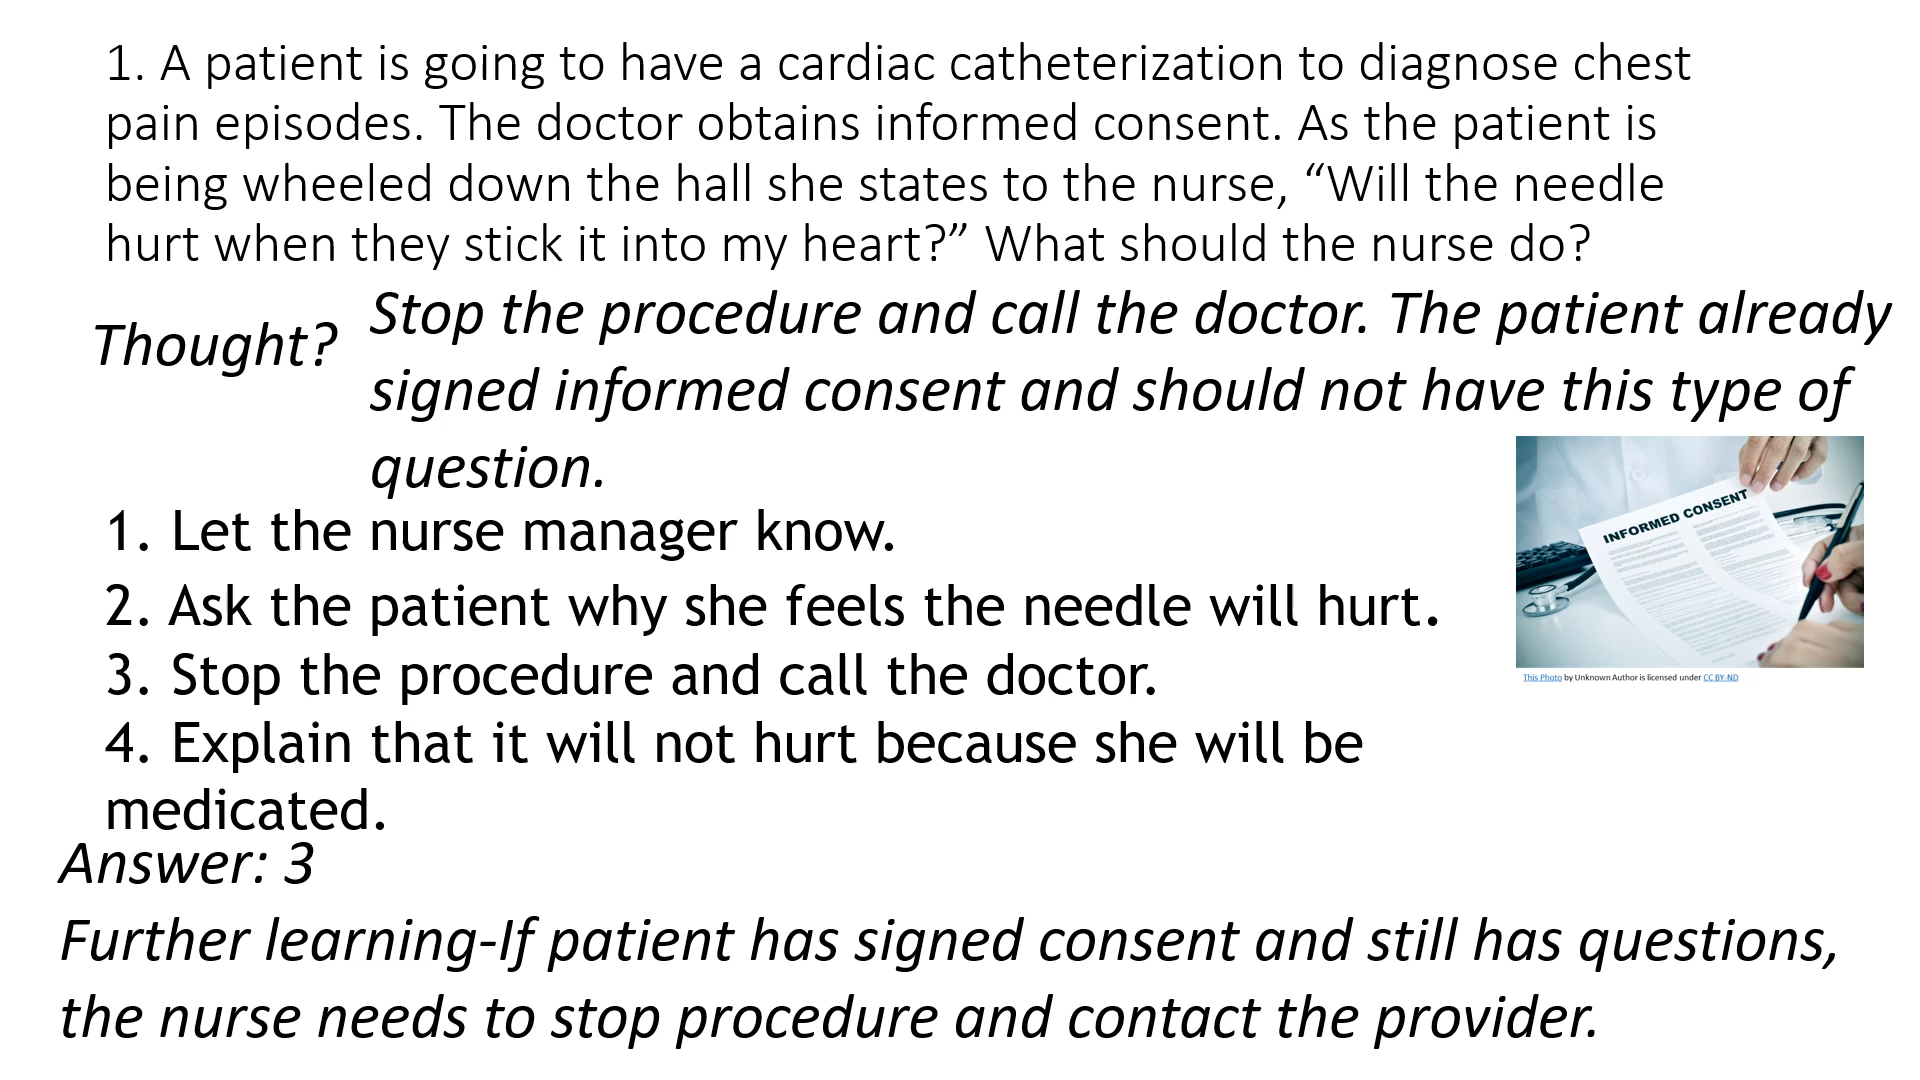 1. A patient is going to have a cardiac catheterization to diagnose chest
pain episodes. The doctor obtains informed consent. As the patient is
being wheeled down the hall she states to the nurse, “Will the needle
hurt when they stick it into my heart?” What should the nurse do?
Thought?
Stop the procedure and call the doctor. The patient already
signed informed consent and should not have this type of
question.
1. Let the nurse manager know.
2. Ask the patient why she feels the needle will hurt.
3. Stop the procedure and call the doctor.
4. Explain that it will not hurt because she will be
medicated.
INFORMED CONSENT
This Photo by Unknown Author is licensed under CC BY-ND
Answer: 3
Further learning-If patient has signed consent and still has questions,
the nurse needs to stop procedure and contact the provider.